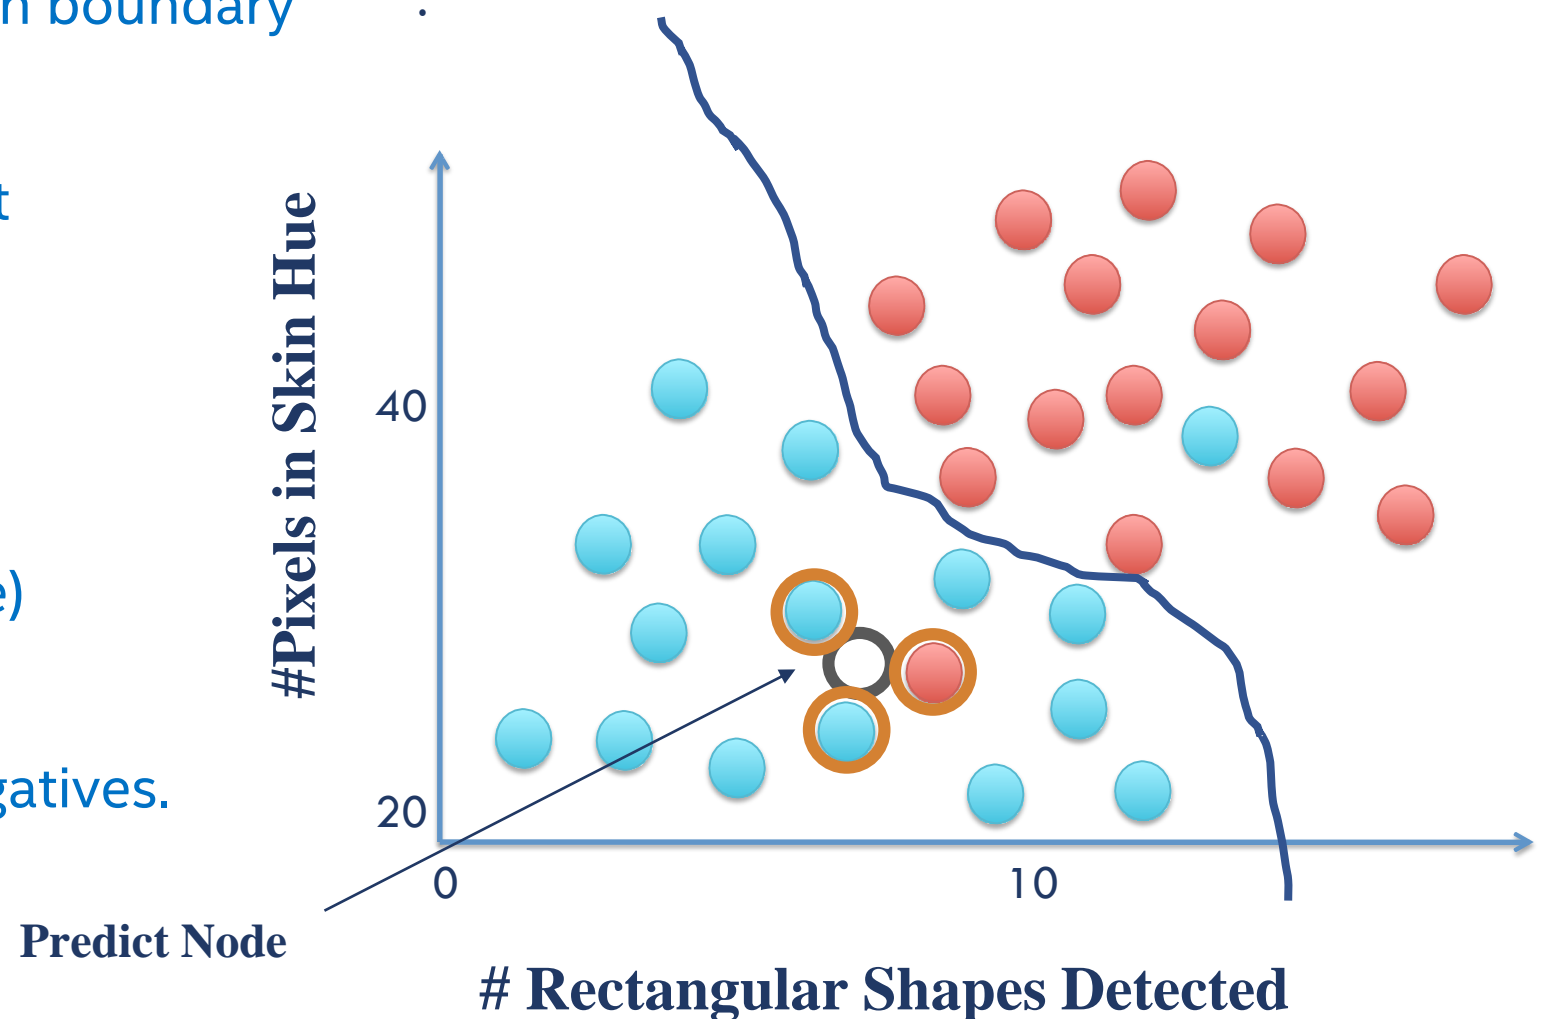 n boundary
.
t
e)
gatives.
#Pixels in Skin Hue
40
20
0
10
Predict Node
# Rectangular Shapes Detected